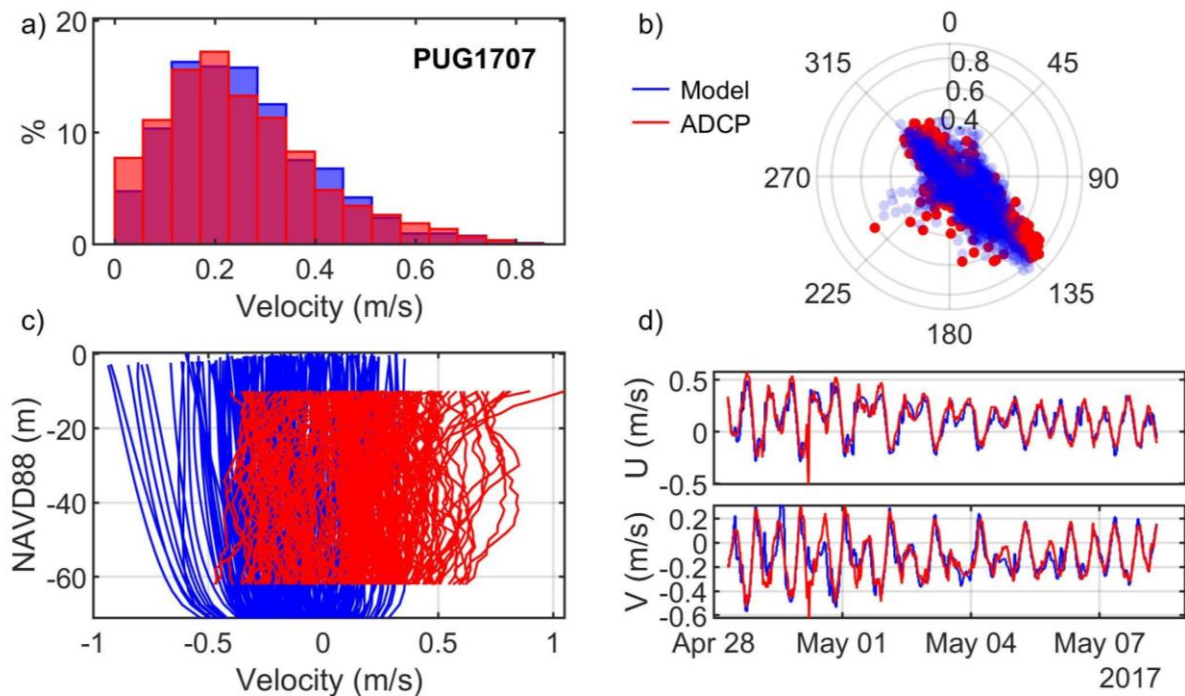 a)
20
10
0
%
PUG1707
0 0.2 0.4 0.6 0.8
Velocity (m/s)
b)
Model
ADCP
0
45
90
135
180
225
270
315
0.8
0.6
0.4
c)
0
-20
-40
-60
NAVD88 (m)
-1 -0.5 0 0.5 1
Velocity (m/s)
d)
0.5
0
-0.5
U (m/s)
0.2
0
-0.2
-0.4
-0.6
V (m/s)
Apr 28 May 01 May 04 May 07
2017